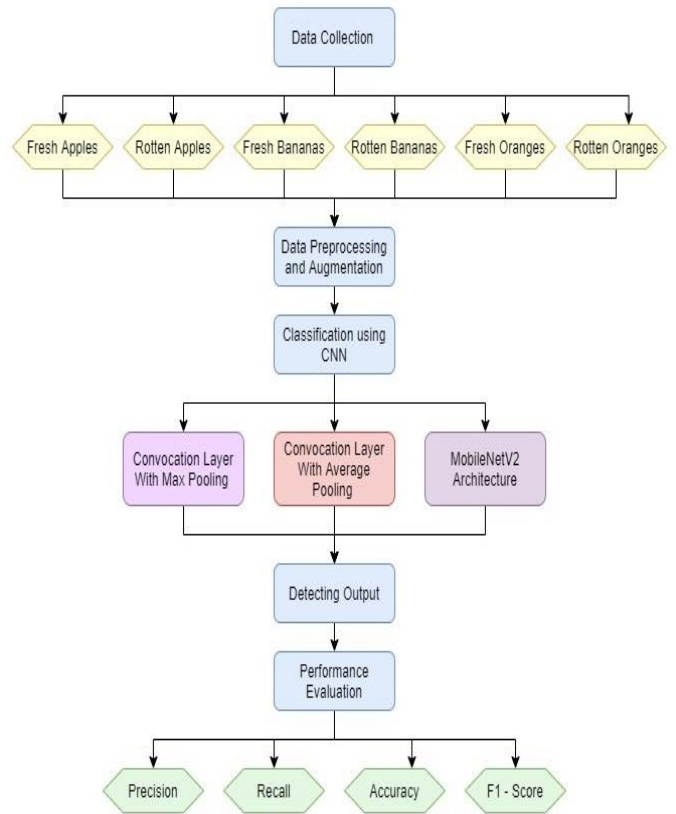 Data Collection
Fresh Apples
Rotten Apples
Fresh Bananas
Rotten Bananas
Fresh Oranges
Rotten Oranges
Data Preprocessing
and Augmentation
Classification using
CNN
Convocation Layer
With Max Pooling
Convocation Layer
With Average
Pooling
MobileNetV2
Architecture
Detecting Output
Performance
Evaluation
Precision
Recall
Accuracy
F1 - Score